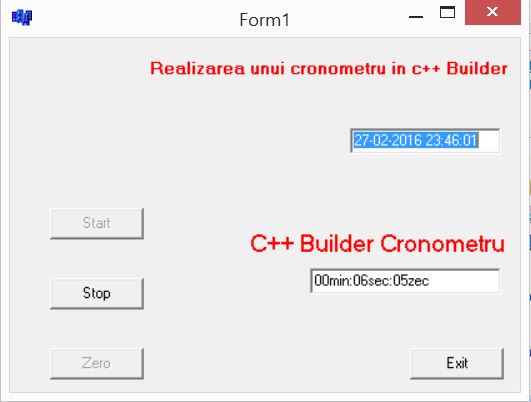 Form1
Realizarea unui cronometru in c++ Builder
27-02-2016 23:46:01
Start
C++ Builder Cronometru
00min:06sec:05zec
Stop
Zero
Exit